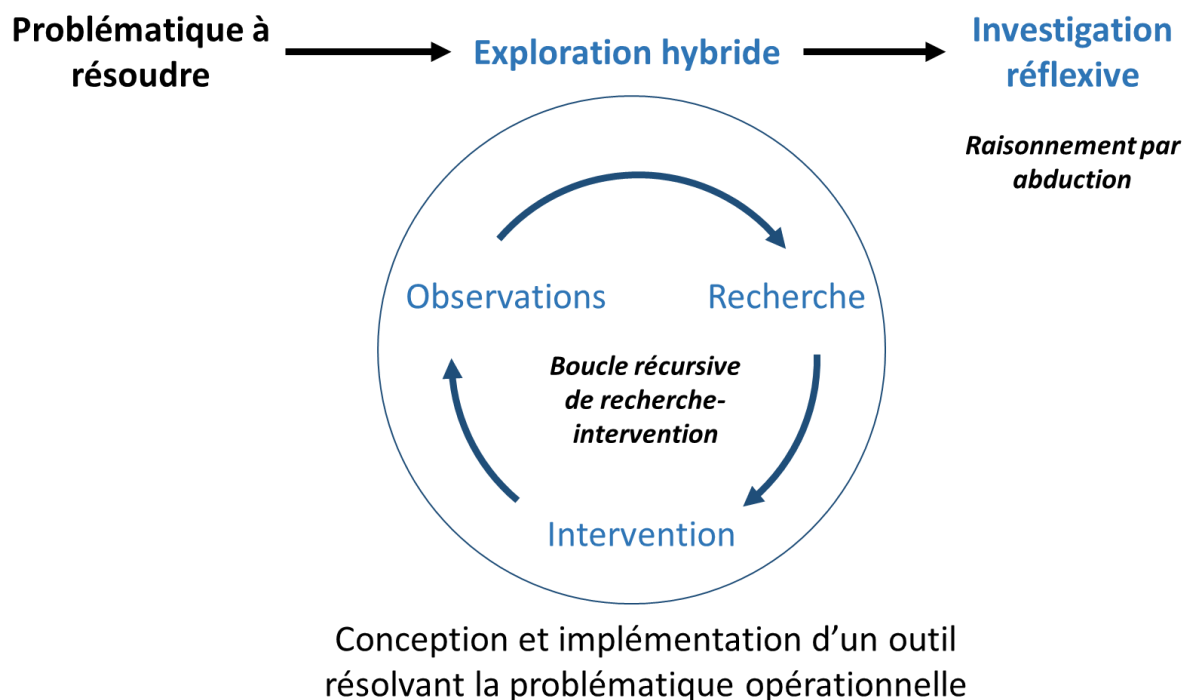 Problématique à
résoudre
Exploration hybride
Investigation
réflexive
Raisonnement par
abduction
Observations
Recherche
Boucle récursive
de recherche-
intervention
Intervention
Conception et implémentation d'un outil
résolvant la problématique opérationnelle